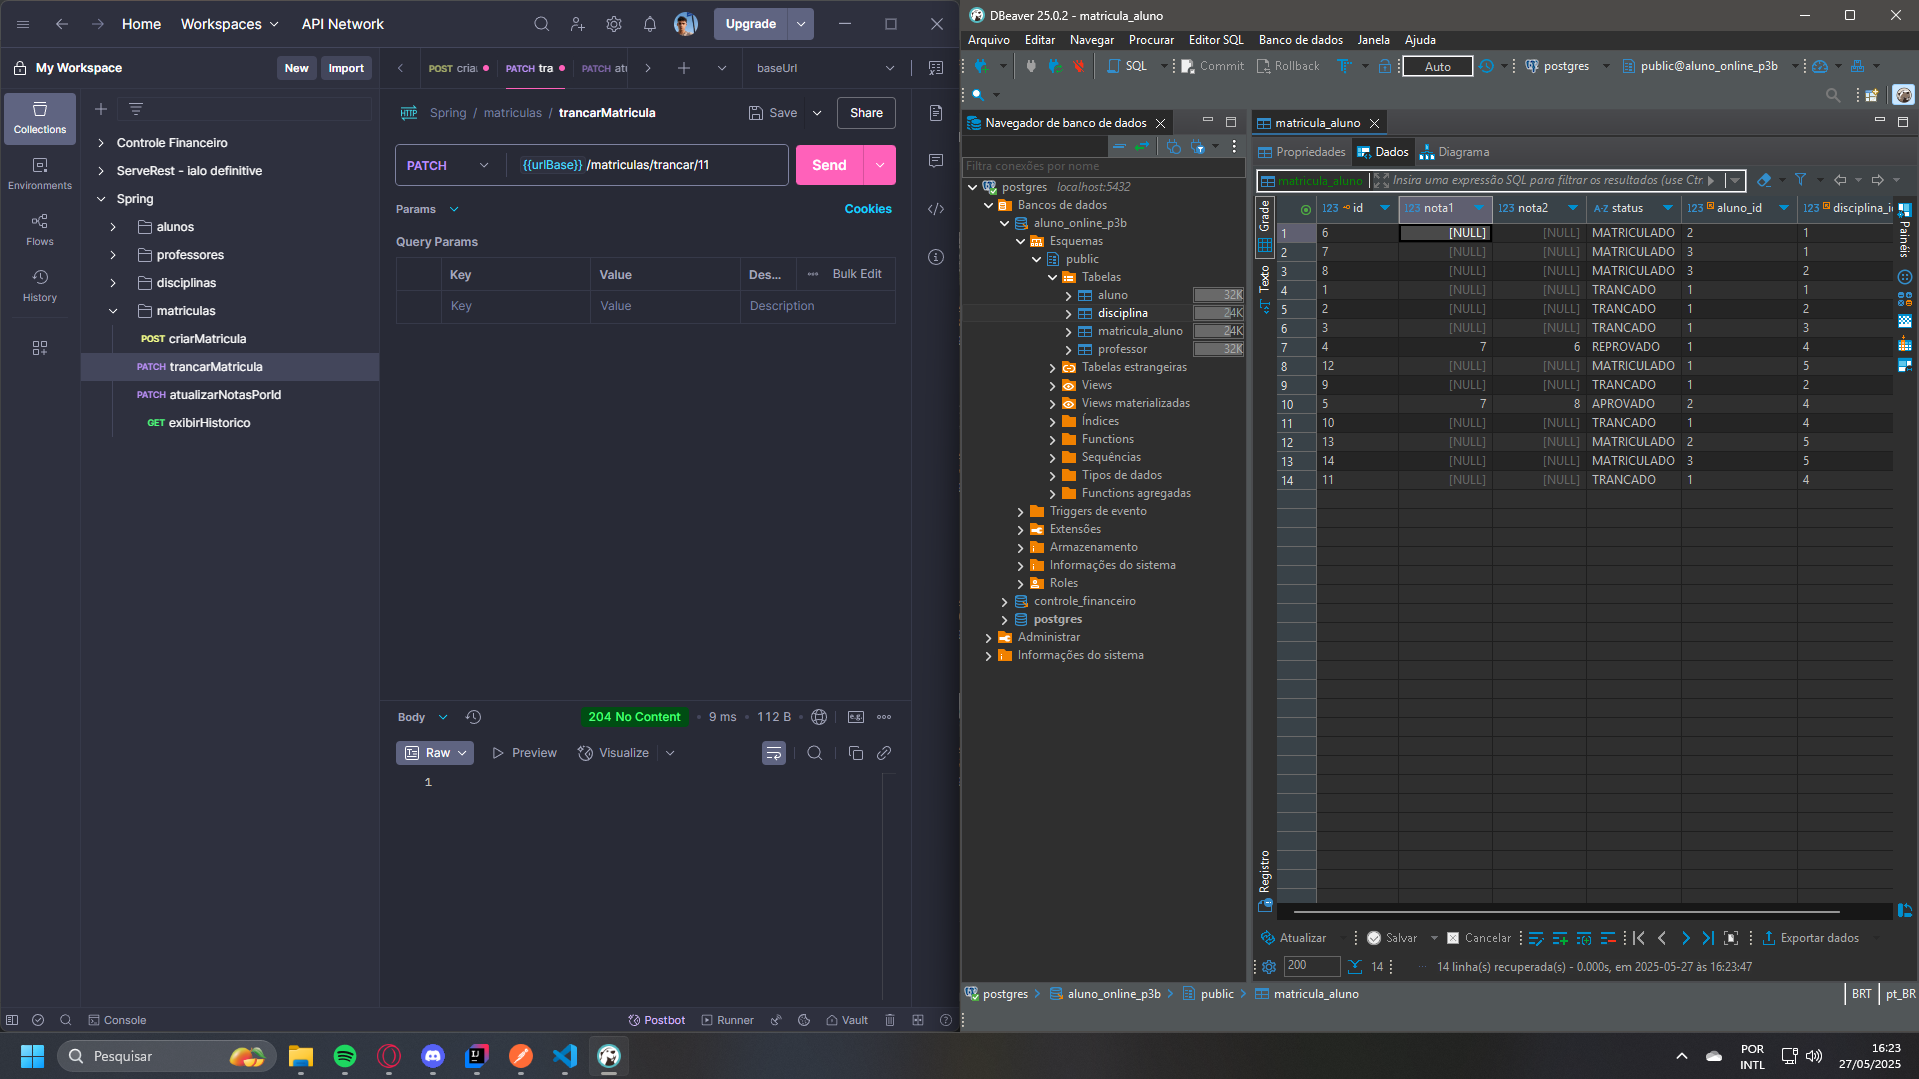 Home Workspaces API Network Upgrade
My Workspace New Import
POST cria PATCH tra PATCH at baseUrl
Collections
Environments
Flows
History
Controle Financeiro
ServeRest - ialo definitive
Spring
alunos
professores
disciplinas
matriculas
POST criarMatricula
PATCH trancarMatricula
PATCH atualizarNotasPorId
GET exibirHistorico
HTTP Spring / matriculas / trancarMatricula Save Share
PATCH {{urlBase}} /matriculas/trancar/11 Send
Params Cookies
Query Params
Key Value Des... Bulk Edit
Key Value Description
Body 204 No Content • 9 ms • 112 B
Raw Preview Visualize
1
Console Postbot Runner Vault
DBeaver 25.0.2 - matricula_aluno
Arquivo Editar Navegar Procurar Editor SQL Banco de dados Janela Ajuda
SQL Commit Rollback Auto postgres public@aluno_online_p3b
Navegador de banco de dados
Filtra conexões por nome
postgres localhost:5432
Bancos de dados
aluno_online_p3b
Esquemas
public
Tabelas
aluno 32K
disciplina 24K
matricula_aluno 24K
professor 32K
Tabelas estrangeiras
Views
Views materializadas
Índices
Functions
Sequências
Tipos de dados
Functions agregadas
Triggers de evento
Extensões
Armazenamento
Informações do sistema
Roles
controle_financeiro
postgres
Administrar
Informações do sistema
matricula_aluno
Propriedades Dados Diagrama
matricula_aluno Insira uma expressão SQL para filtrar os resultados (use Ctr
Grade
Texto
Registro
Painéis
123 id 123 nota1 123 nota2 A-Z status 123 aluno_id 123 disciplina_i
1 6 [NULL] [NULL] MATRICULADO 2 1
2 7 [NULL] [NULL] MATRICULADO 3 1
3 8 [NULL] [NULL] MATRICULADO 3 2
4 1 [NULL] [NULL] TRANCADO 1 1
5 2 [NULL] [NULL] TRANCADO 1 2
6 3 [NULL] [NULL] TRANCADO 1 3
7 4 7 6 REPROVADO 1 4
8 12 [NULL] [NULL] MATRICULADO 1 5
9 9 [NULL] [NULL] TRANCADO 1 2
10 5 7 8 APROVADO 2 4
11 10 [NULL] [NULL] TRANCADO 1 4
12 13 [NULL] [NULL] MATRICULADO 2 5
13 14 [NULL] [NULL] MATRICULADO 3 5
14 11 [NULL] [NULL] TRANCADO 1 4
Atualizar Salvar Cancelar Exportar dados
200 14 14 linha(s) recuperada(s) - 0.000s, em 2025-05-27 às 16:23:47
postgres aluno_online_p3b public matricula_aluno
BRT pt_BR
Pesquisar
POR
INTL
16:23
27/05/2025